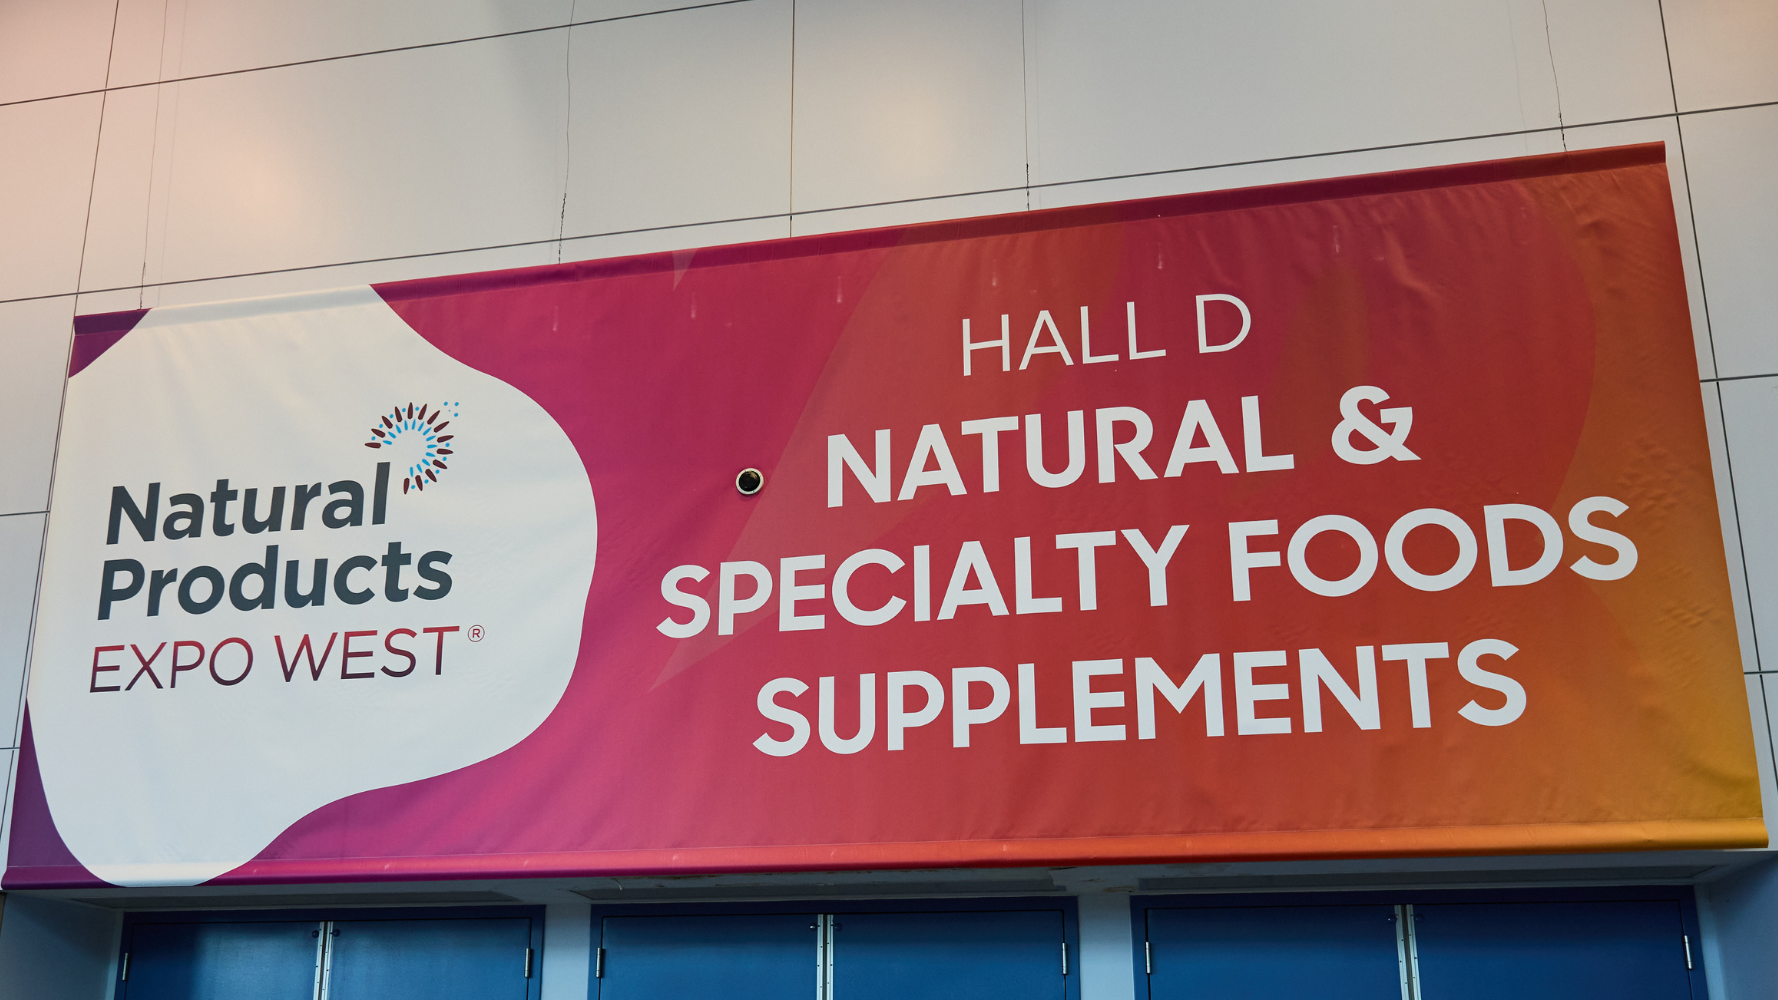 Natural
Products
EXPO WEST®
HALL D
NATURAL &
SPECIALTY FOODS
SUPPLEMENTS